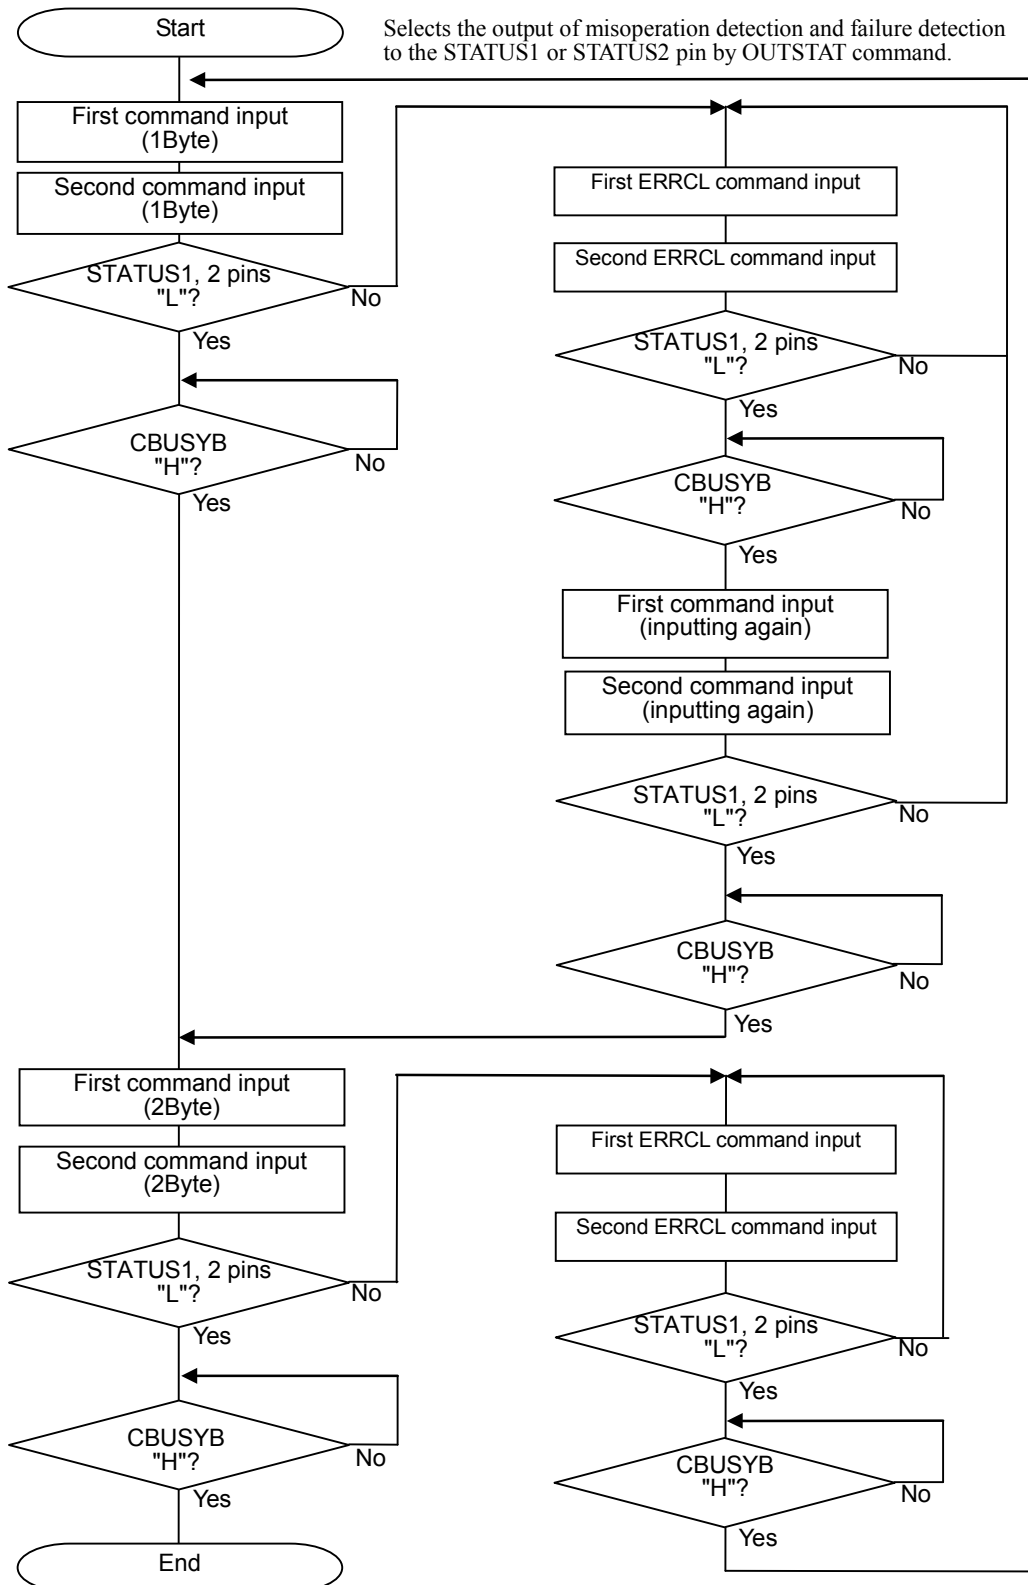 Start
Selects the output of misoperation detection and failure detection
to the STATUS1 or STATUS2 pin by OUTSTAT command.
First command input
(1Byte)
Second command input
(1Byte)
STATUS1, 2 pins
"L"?
No
Yes
CBUSYB
"H"?
No
Yes
First ERRCL command input
Second ERRCL command input
STATUS1, 2 pins
"L"?
No
Yes
CBUSYB
"H"?
No
Yes
First command input
(inputting again)
Second command input
(inputting again)
STATUS1, 2 pins
"L"?
No
Yes
CBUSYB
"H"?
No
Yes
First command input
(2Byte)
Second command input
(2Byte)
STATUS1, 2 pins
"L"?
No
Yes
CBUSYB
"H"?
No
Yes
End
First ERRCL command input
Second ERRCL command input
STATUS1, 2 pins
"L"?
No
Yes
CBUSYB
"H"?
No
Yes